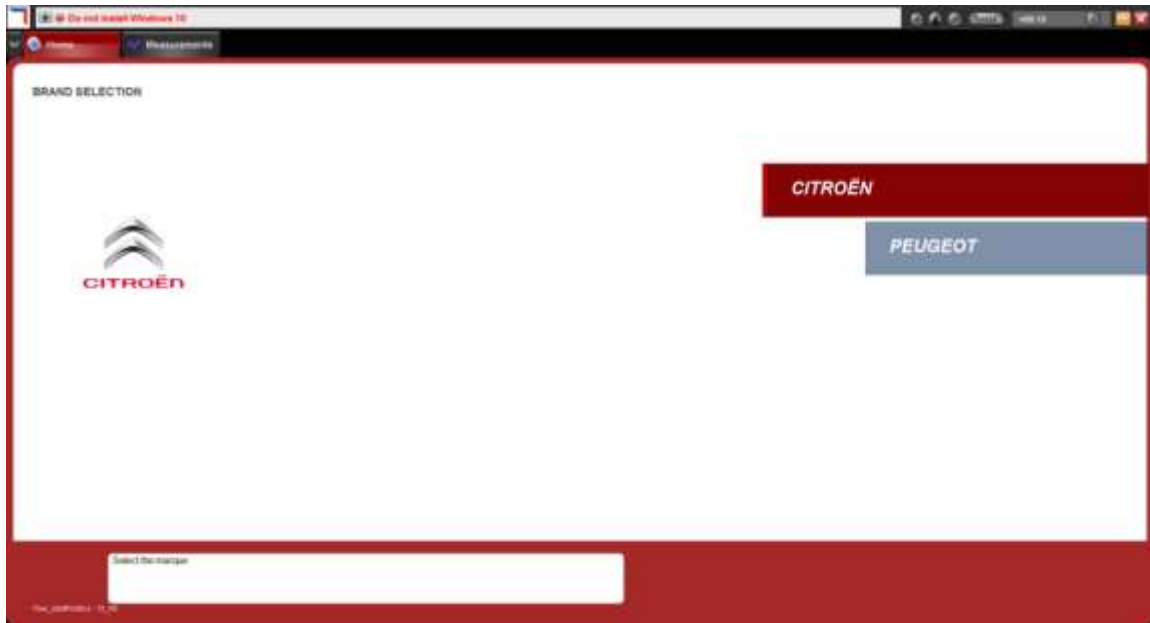 Do not install Windows 10
Home
Measurements
BRAND SELECTION
CITROËN
PEUGEOT
CITROËN
Select the marque